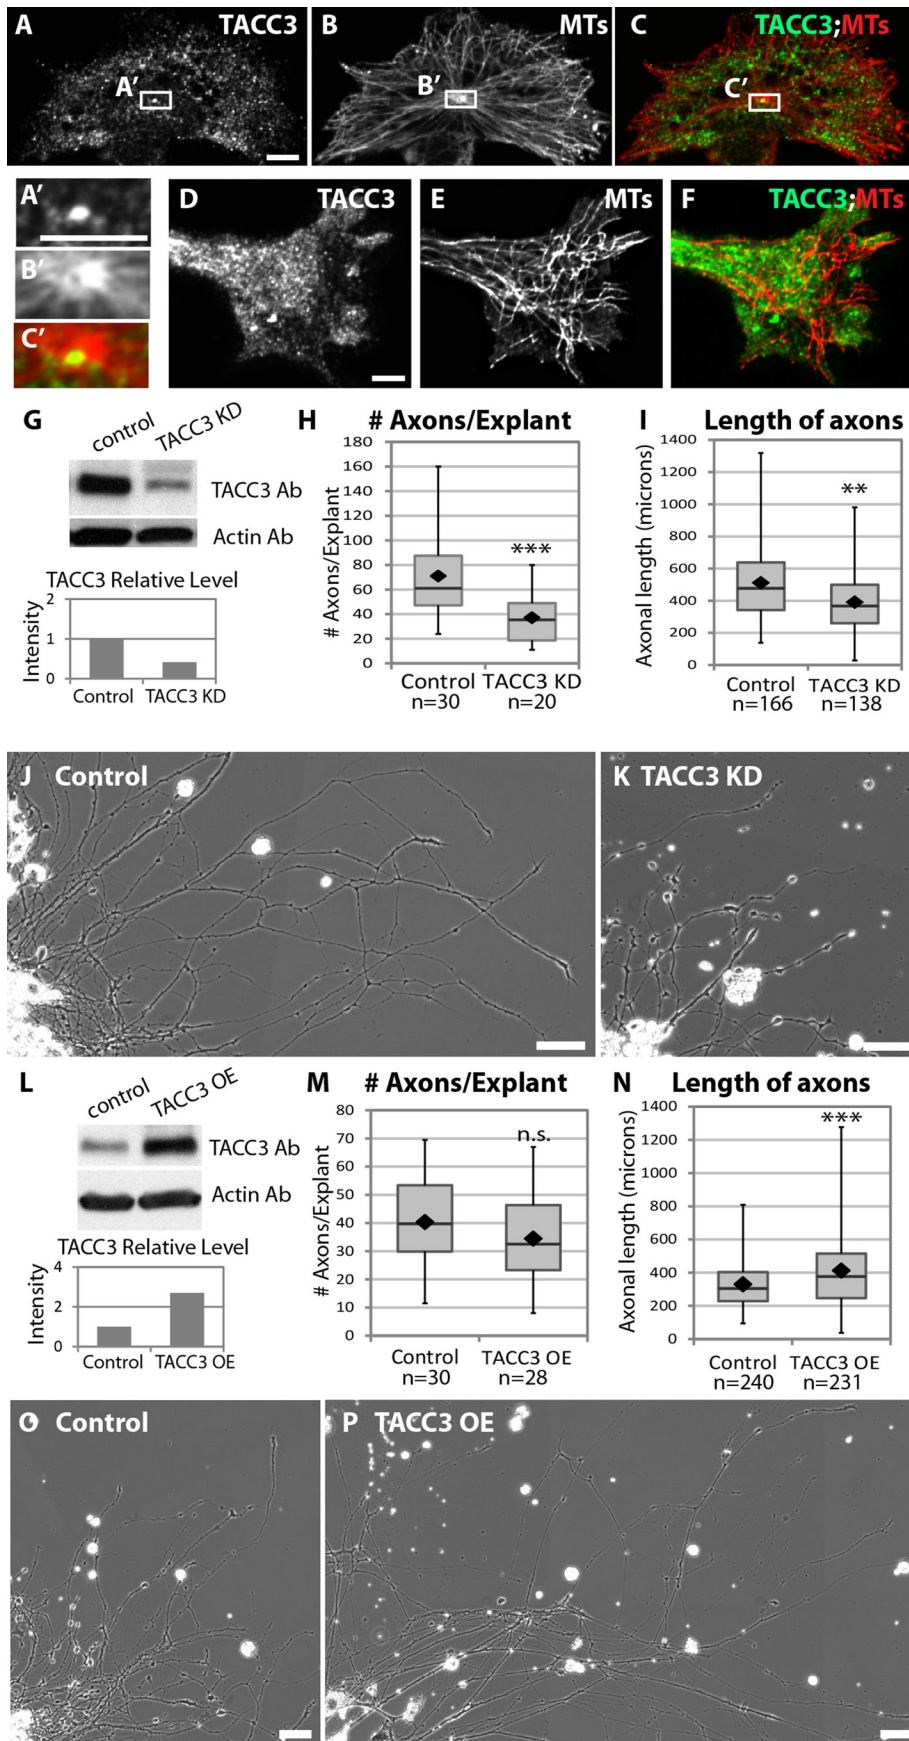 A TACC3
B MTs
C TACC3;MTs
A′
B′
C′
A′
B′
C′
D TACC3
E MTs
F TACC3;MTs
G
control TACC3 KD
TACC3 Ab
Actin Ab
TACC3 Relative Level
Intensity
2
1
0
Control TACC3 KD
H # Axons/Explant
# Axons/Explant
180
160
140
120
100
80
60
40
20
0
***
Control TACC3 KD
n=30 n=20
I Length of axons
Axonal length (microns)
1400
1200
1000
800
600
400
200
0
**
Control TACC3 KD
n=166 n=138
J Control
K TACC3 KD
L
control TACC3 OE
TACC3 Ab
Actin Ab
TACC3 Relative Level
Intensity
4
2
0
Control TACC3 OE
M # Axons/Explant
# Axons/Explant
80
70
60
50
40
30
20
10
0
n.s.
Control TACC3 OE
n=30 n=28
N Length of axons
Axonal length (microns)
1400
1200
1000
800
600
400
200
0
***
Control TACC3 OE
n=240 n=231
O Control
P TACC3 OE